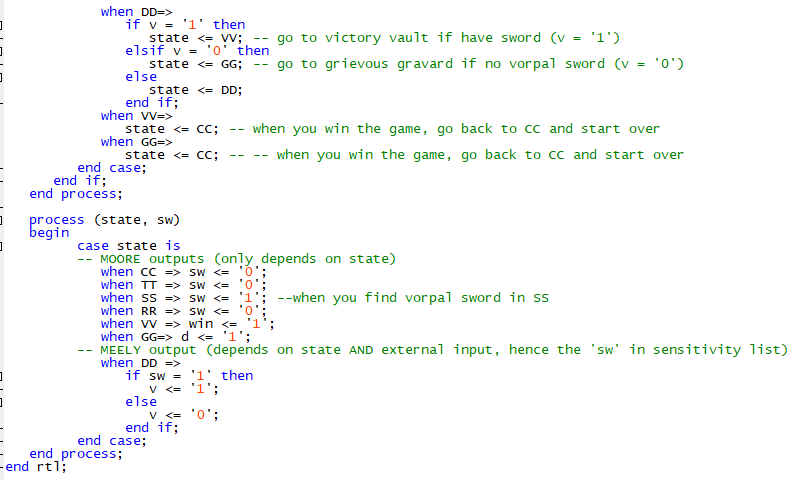 when DD=>
if v = '1' then
state <= VV; -- go to victory vault if have sword (v = '1')
elsif v = '0' then
state <= GG; -- go to grievous gravard if no vorpal sword (v = '0')
else
state <= DD;
end if;
when VV=>
state <= CC; -- when you win the game, go back to CC and start over
when GG=>
state <= CC; -- -- when you win the game, go back to CC and start over
end case;
end if;
end process;
process (state, sw)
begin
case state is
-- MOORE outputs (only depends on state)
when CC => sw <= '0';
when TT => sw <= '0';
when SS => sw <= '1'; --when you find vorpal sword in SS
when RR => sw <= '0';
when VV => win <= '1';
when GG=> d <= '1';
-- MEELY output (depends on state AND external input, hence the 'sw' in sensitivity list)
when DD =>
if sw = '1' then
v <= '1';
else
v <= '0';
end if;
end case;
end process;
end rtl;